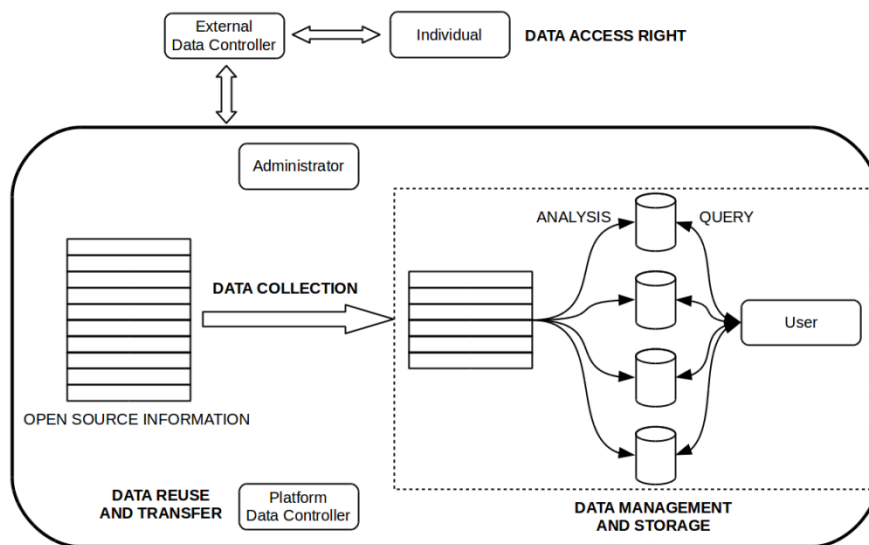 External
Data Controller
Individual
DATA ACCESS RIGHT
Administrator
ANALYSIS
QUERY
DATA COLLECTION
User
OPEN SOURCE INFORMATION
DATA REUSE
AND TRANSFER
Platform
Data Controller
DATA MANAGEMENT
AND STORAGE